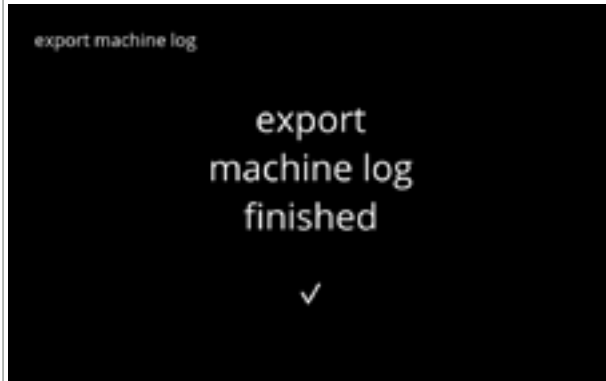 export machine log
export
machine log
finished
✓